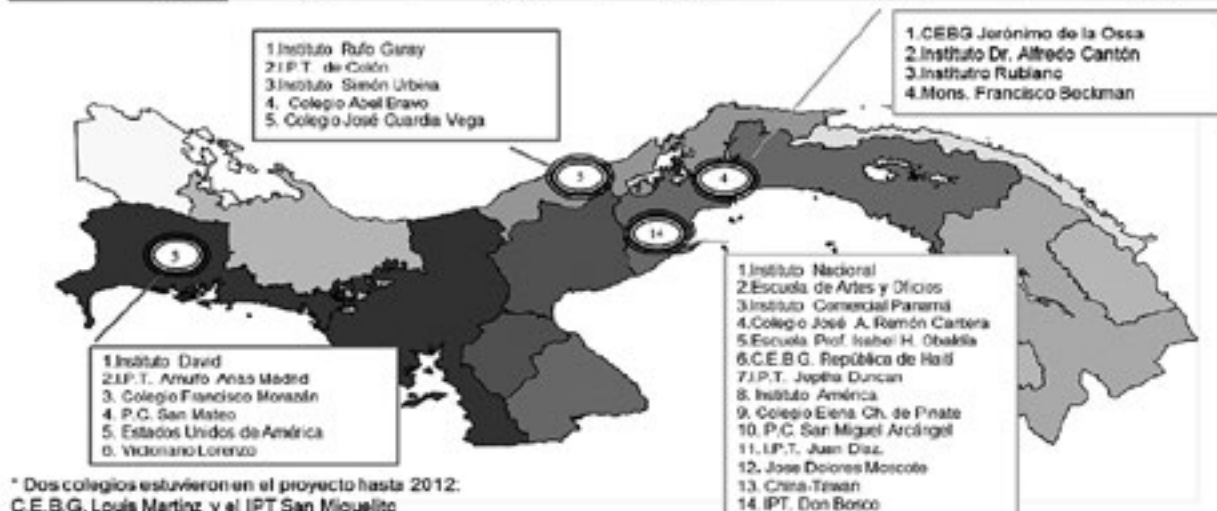 1.Instituto Rufo Garay
2.I.P.T. de Colón
3.Instituto Simón Urbina
4. Colegio Abel Bravo
5. Colegio José Guardia Vega
1.CEBG Jerónimo de la Ossa
2.Instituto Dr. Alfredo Cantón
3.Institutro Rubiano
4.Mons. Francisco Beckman
5
4
14
1.Instituto David
2.I.P.T. Arnulfo Arias Madrid
3. Colegio Francisco Morazán
4. P.C. San Mateo
5. Estados Unidos de América
6. Victoriano Lorenzo
1.Instituto Nacional
2.Escuela de Artes y Oficios
3.Instituto Comercial Panamá
4.Colegio José A. Remón Cantera
5.Escuela Prof. Isabel H. Obaldía
6.C.E.B.G. República de Haití
7.I.P.T. Jeptha Duncan
8. Instituto América
9. Colegio Elena Ch. de Pinate
10. P.C. San Miguel Arcángel
11. I.P.T. Juan Díaz.
12. Jose Dolores Moscote
13. China-Taiwán
14. IPT. Don Bosco
* Dos colegios estuvieron en el proyecto hasta 2012:
C.E.B.G. Louis Martinz y el IPT San Miguelito